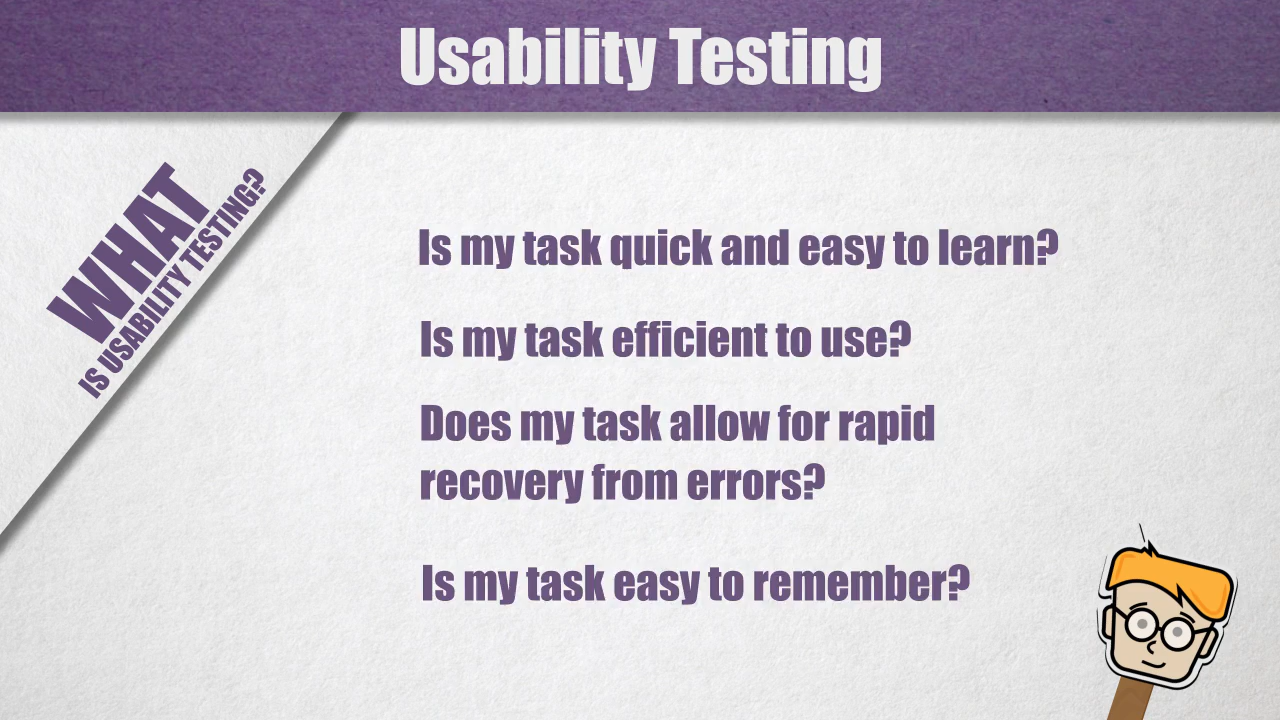 Usability Testing
WHAT
IS USABILITY TESTING?
Is my task quick and easy to learn?
Is my task efficient to use?
Does my task allow for rapid
recovery from errors?
Is my task easy to remember?